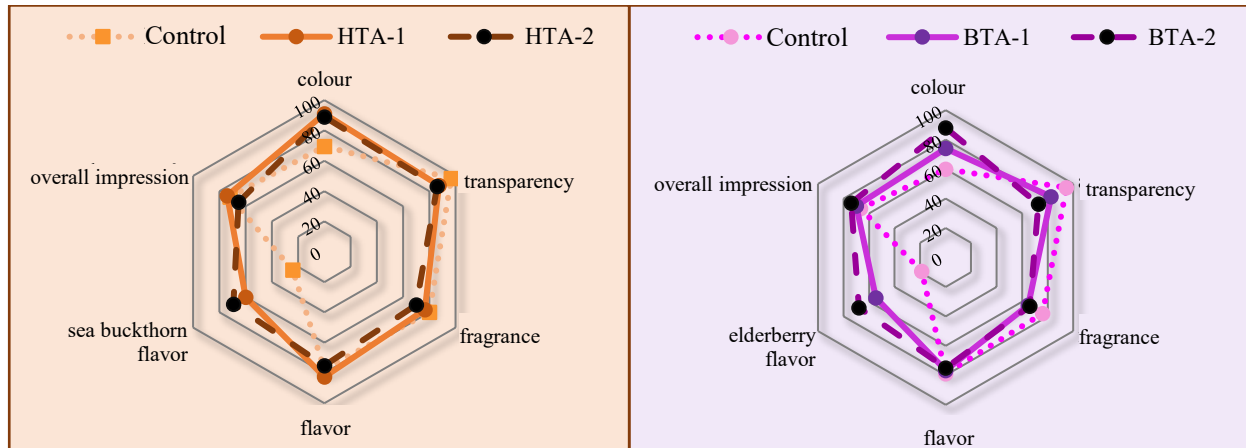 Control HTA-1 HTA-2
colour
100
80
60
40
20
0
transparency
fragrance
flavor
sea buckthorn
flavor
overall impression
Control BTA-1 BTA-2
colour
100
80
60
40
20
0
transparency
fragrance
flavor
elderberry
flavor
overall impression